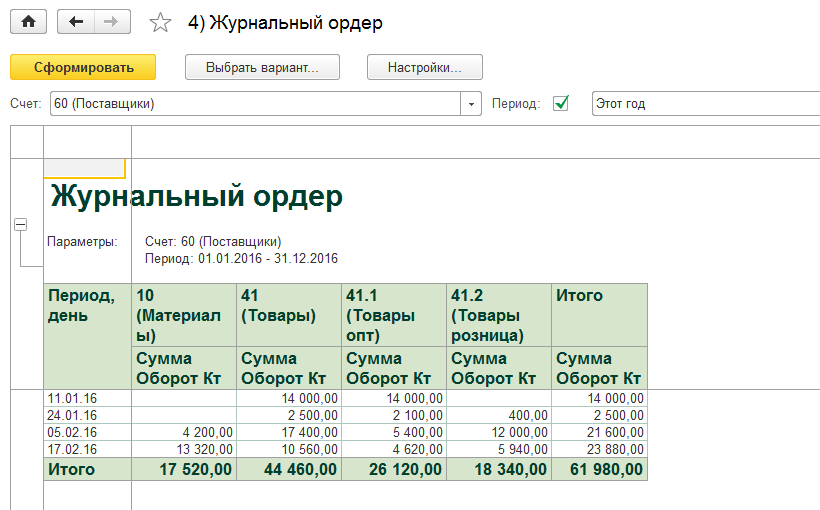 4) Журнальный ордер
Сформировать Выбрать вариант... Настройки...
Счет: 60 (Поставщики) Период: Этот год
Журнальный ордер
Параметры: Счет: 60 (Поставщики)
Период: 01.01.2016 - 31.12.2016
Период, 10 41 41.1 41.2 Итого
день (Материал (Товары) (Товары (Товары
ы) опт) розница)
Сумма Сумма Сумма Сумма Сумма
Оборот Кт Оборот Кт Оборот Кт Оборот Кт Оборот Кт
11.01.16 14 000,00 14 000,00 14 000,00
24.01.16 2 500,00 2 100,00 400,00 2 500,00
05.02.16 4 200,00 17 400,00 5 400,00 12 000,00 21 600,00
17.02.16 13 320,00 10 560,00 4 620,00 5 940,00 23 880,00
Итого 17 520,00 44 460,00 26 120,00 18 340,00 61 980,00